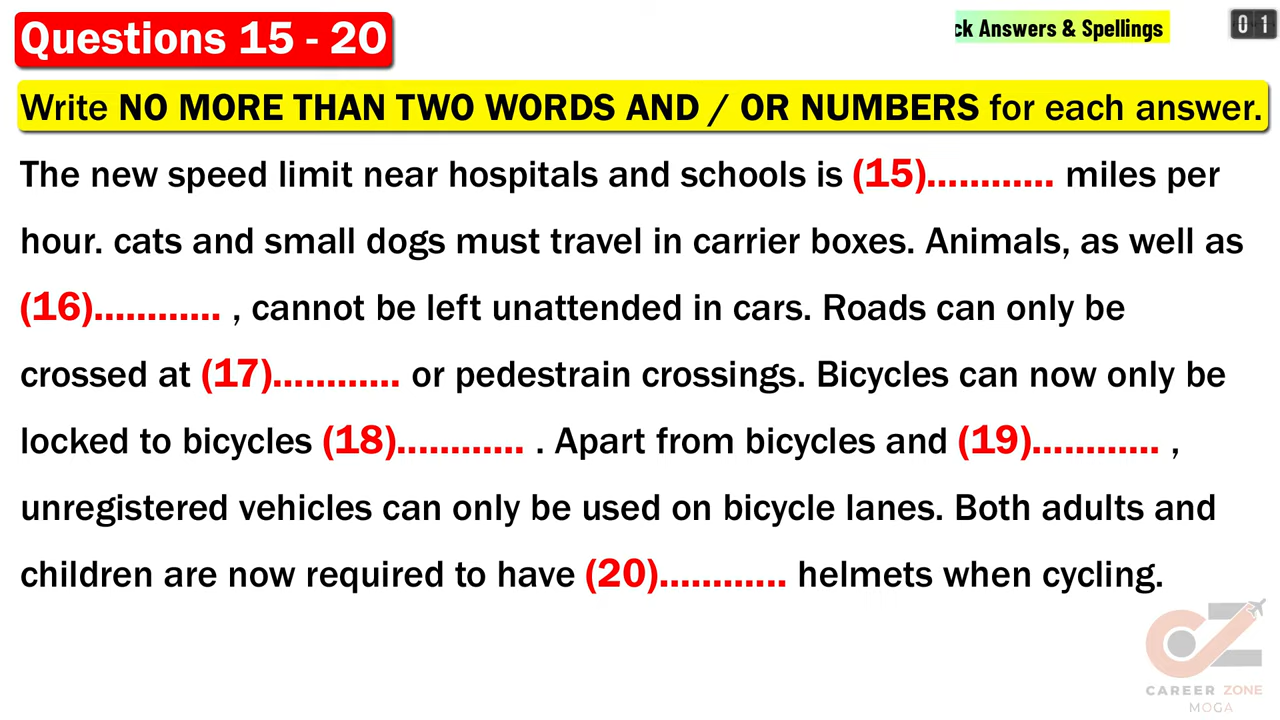 Questions 15 - 20
ck Answers & Spellings
0 1
Write NO MORE THAN TWO WORDS AND / OR NUMBERS for each answer.
The new speed limit near hospitals and schools is (15)............ miles per
hour. cats and small dogs must travel in carrier boxes. Animals, as well as
(16)............ , cannot be left unattended in cars. Roads can only be
crossed at (17)............ or pedestrain crossings. Bicycles can now only be
locked to bicycles (18)............ . Apart from bicycles and (19)............ ,
unregistered vehicles can only be used on bicycle lanes. Both adults and
children are now required to have (20)............ helmets when cycling.
CAREER ZONE
MOGA